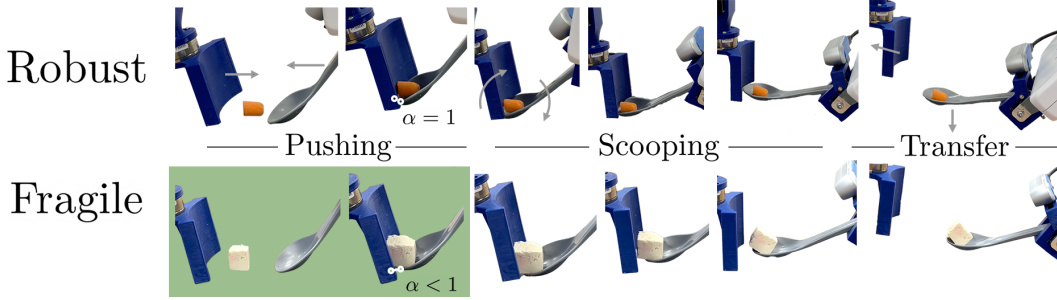 Robust
α = 1
Pushing Scooping Transfer
Fragile
α < 1